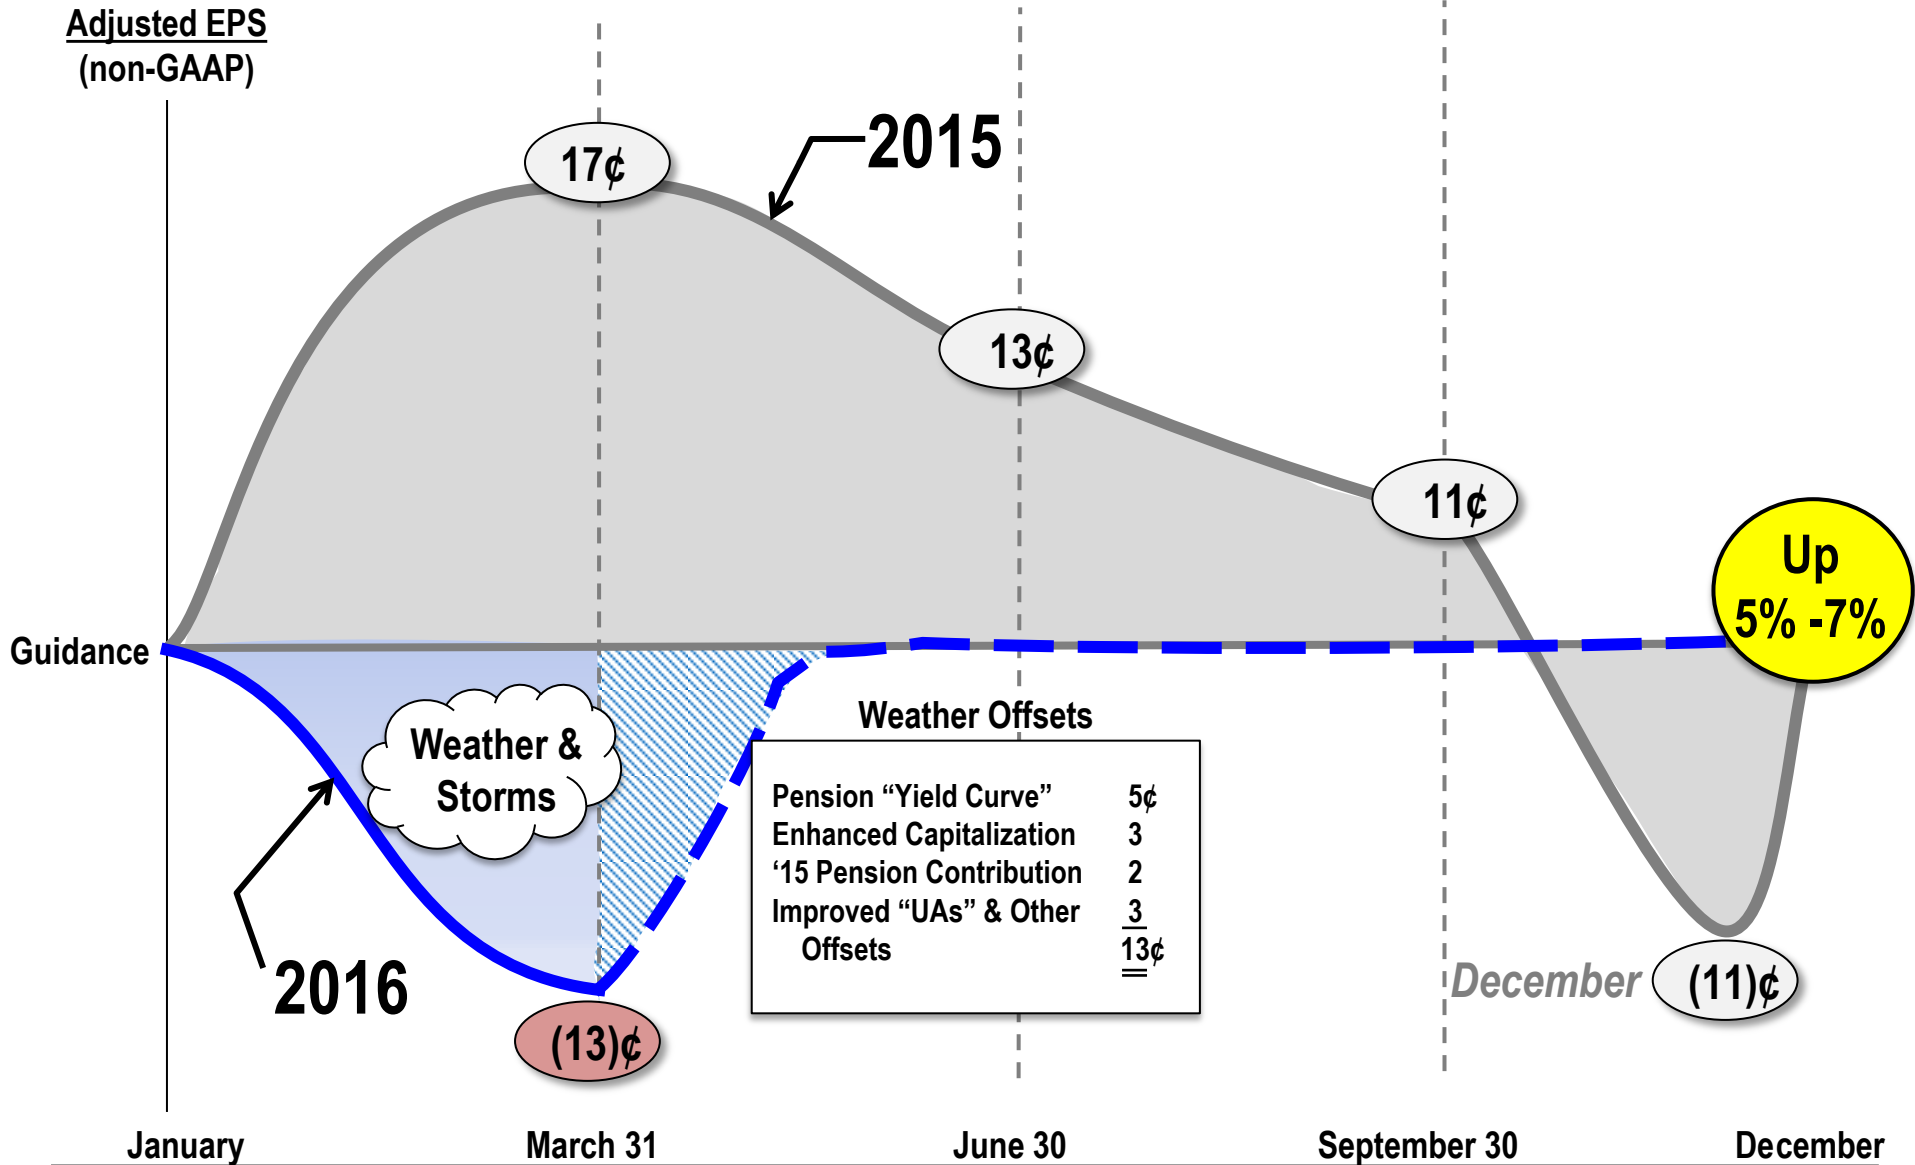 Adjusted EPS
(non-GAAP)
2015
17¢
13¢
11¢
Up
5% -7%
Guidance
Weather &
Storms
Weather Offsets
Pension “Yield Curve” 5¢
Enhanced Capitalization 3
‘15 Pension Contribution 2
Improved “UAs” & Other 3
Offsets 13¢
2016
(13)¢
December (11)¢
January March 31 June 30 September 30 December